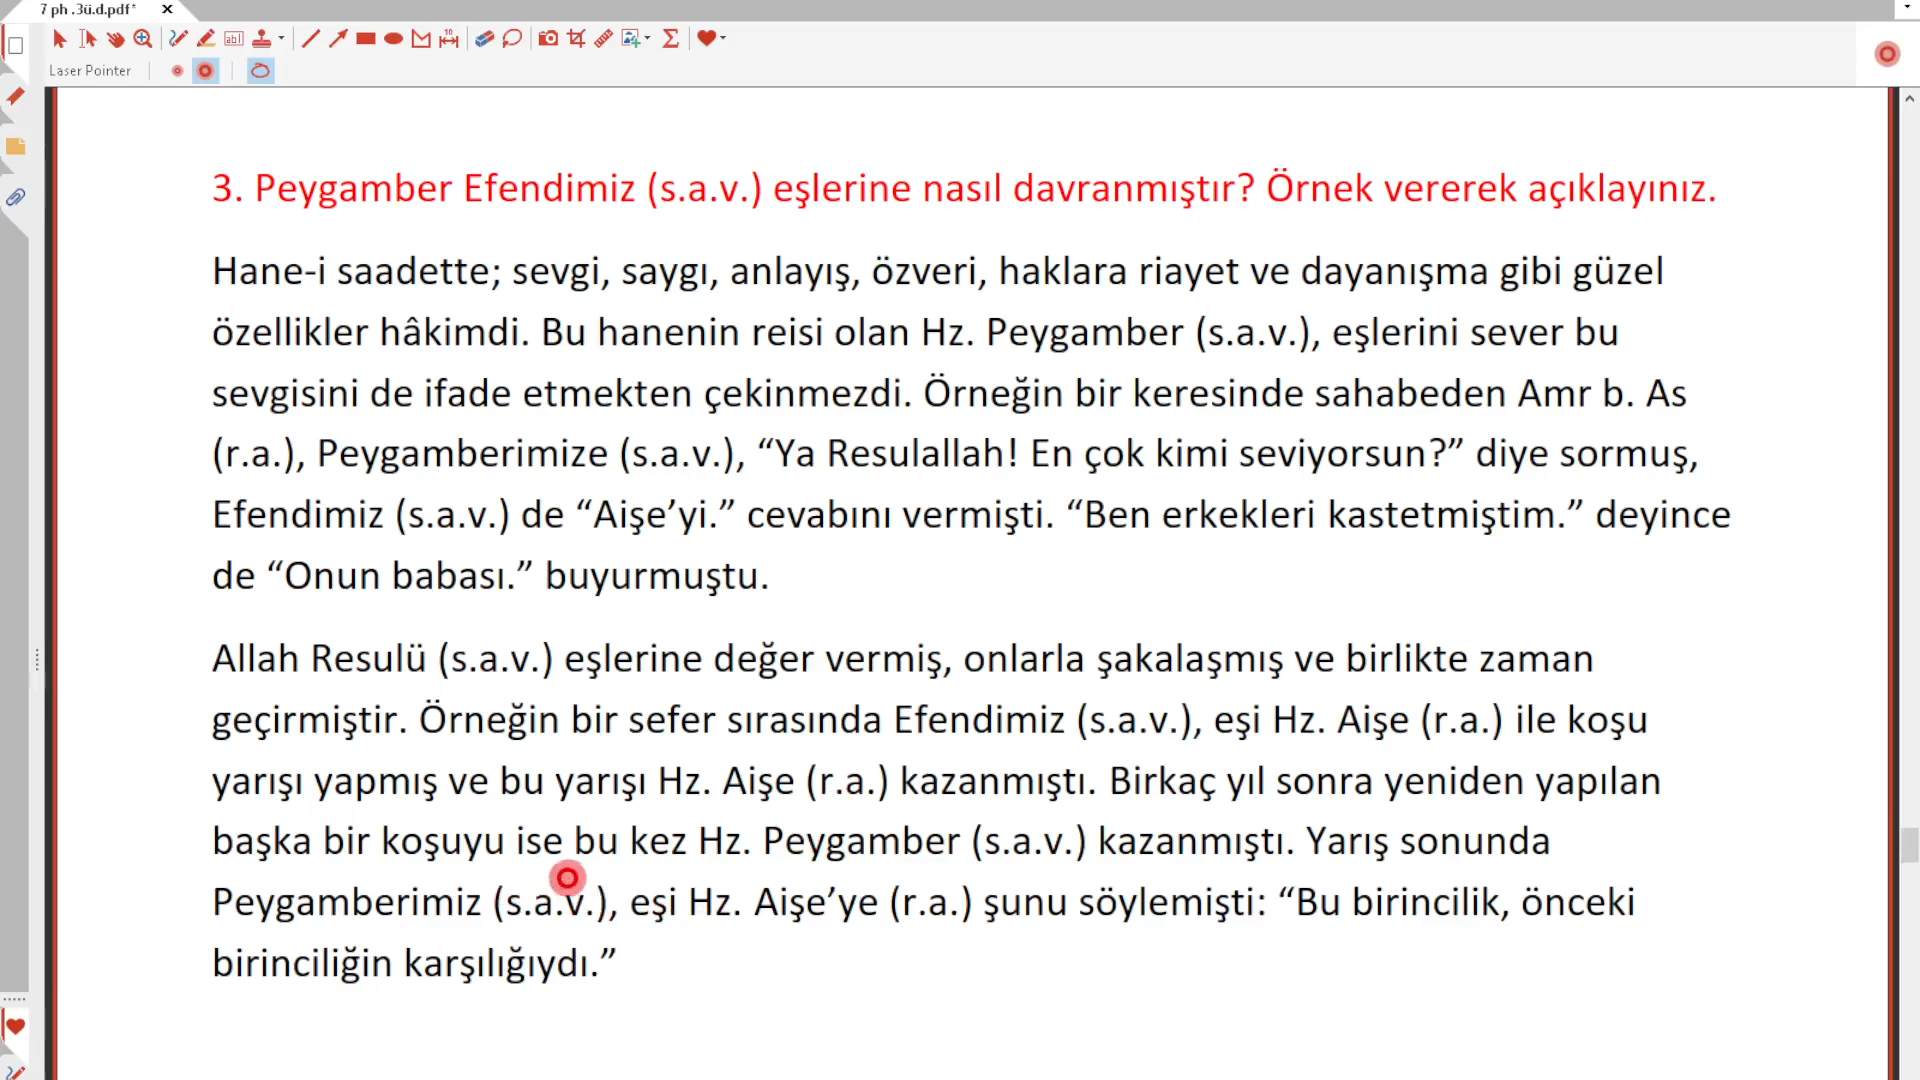 7 ph .3ü.d.pdf*
Laser Pointer
3. Peygamber Efendimiz (s.a.v.) eşlerine nasıl davranmıştır? Örnek vererek açıklayınız.
Hane-i saadette; sevgi, saygı, anlayış, özveri, haklara riayet ve dayanışma gibi güzel
özellikler hâkimdi. Bu hanenin reisi olan Hz. Peygamber (s.a.v.), eşlerini sever bu
sevgisini de ifade etmekten çekinmezdi. Örneğin bir keresinde sahabeden Amr b. As
(r.a.), Peygamberimize (s.a.v.), “Ya Resulallah! En çok kimi seviyorsun?” diye sormuş,
Efendimiz (s.a.v.) de “Aişe’yi.” cevabını vermişti. “Ben erkekleri kastetmiştim.” deyince
de “Onun babası.” buyurmuştu.
Allah Resulü (s.a.v.) eşlerine değer vermiş, onlarla şakalaşmış ve birlikte zaman
geçirmiştir. Örneğin bir sefer sırasında Efendimiz (s.a.v.), eşi Hz. Aişe (r.a.) ile koşu
yarışı yapmış ve bu yarışı Hz. Aişe (r.a.) kazanmıştı. Birkaç yıl sonra yeniden yapılan
başka bir koşuyu ise bu kez Hz. Peygamber (s.a.v.) kazanmıştı. Yarış sonunda
Peygamberimiz (s.a.v.), eşi Hz. Aişe’ye (r.a.) şunu söylemişti: “Bu birincilik, önceki
birinciliğin karşılığıydı.”